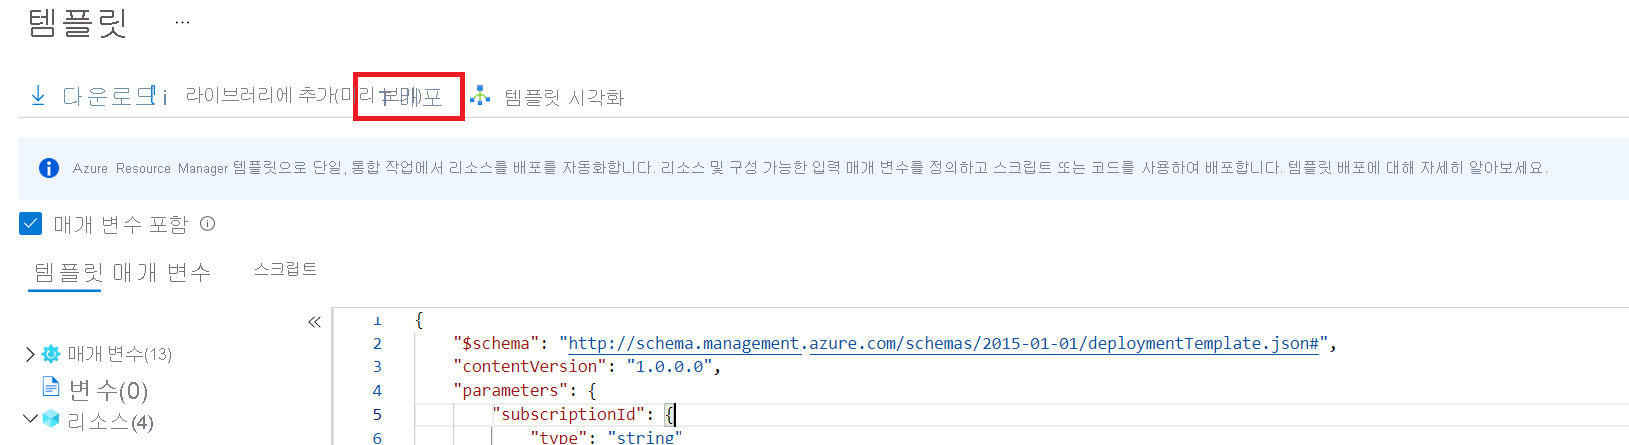 템플릿 ...
다운로드 라이브러리에 추가(미리 보기) 배포 템플릿 시각화
Azure Resource Manager 템플릿으로 단일, 통합 작업에서 리소스를 배포를 자동화합니다. 리소스 및 구성 가능한 입력 매개 변수를 정의하고 스크립트 또는 코드를 사용하여 배포합니다. 템플릿 배포에 대해 자세히 알아보세요.
매개 변수 포함
템플릿 매개 변수 스크립트
1 {
2 "$schema": "http://schema.management.azure.com/schemas/2015-01-01/deploymentTemplate.json#",
3 "contentVersion": "1.0.0.0",
4 "parameters": {
5 "subscriptionId": {
6 "type": "string"
매개 변수(13)
변수(0)
리소스(4)